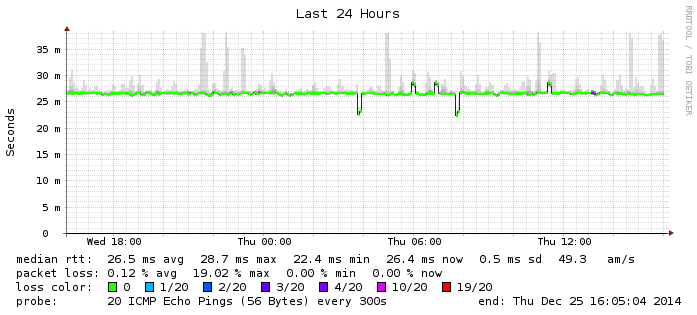 Last 24 Hours
RRDTOOL / TOBI OETIKER
Seconds
35 m
30 m
25 m
20 m
15 m
10 m
5 m
0
Wed 18:00 Thu 00:00 Thu 06:00 Thu 12:00
median rtt: 26.5 ms avg 28.7 ms max 22.4 ms min 26.4 ms now 0.5 ms sd 49.3 am/s
packet loss: 0.12 % avg 19.02 % max 0.00 % min 0.00 % now
loss color: 0 1/20 2/20 3/20 4/20 10/20 19/20
probe: 20 ICMP Echo Pings (56 Bytes) every 300s end: Thu Dec 25 16:05:04 2014